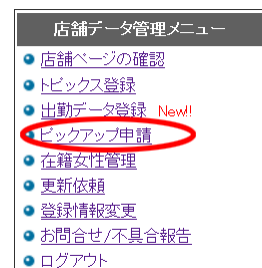 店舗データ管理メニュー
店舗ページの確認
トピックス登録
出勤データ登録 New!!
ピックアップ申請
在籍女性管理
更新依頼
登録情報変更
お問合せ/不具合報告
ログアウト